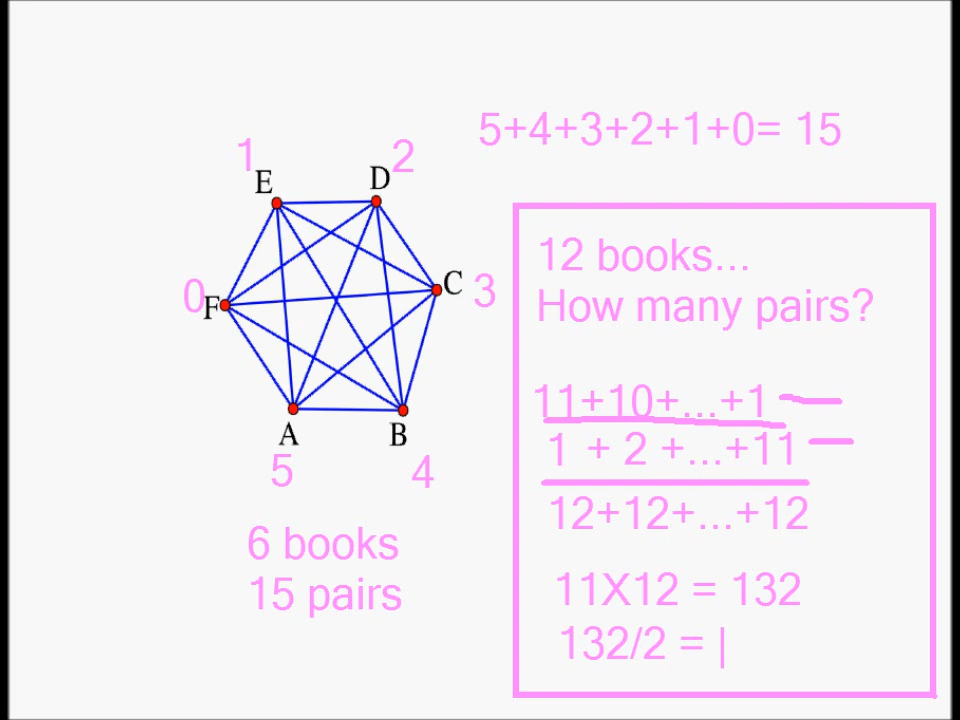 5+4+3+2+1+0= 15
1
2
E
D
0
F
C
3
A
B
5
4
6 books
15 pairs
12 books...
How many pairs?
11+10+...+1
1 + 2 +...+11
12+12+...+12
11X12 = 132
132/2 = |